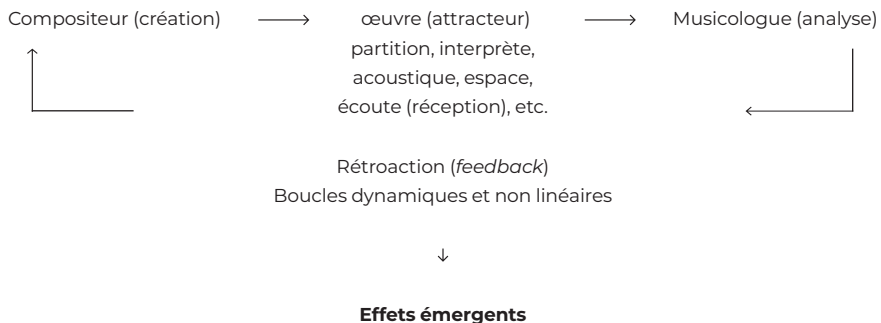 Compositeur (création) → œuvre (attracteur) → Musicologue (analyse)
partition, interprète,
acoustique, espace,
écoute (réception), etc.
Rétroaction (feedback)
Boucles dynamiques et non linéaires
Effets émergents